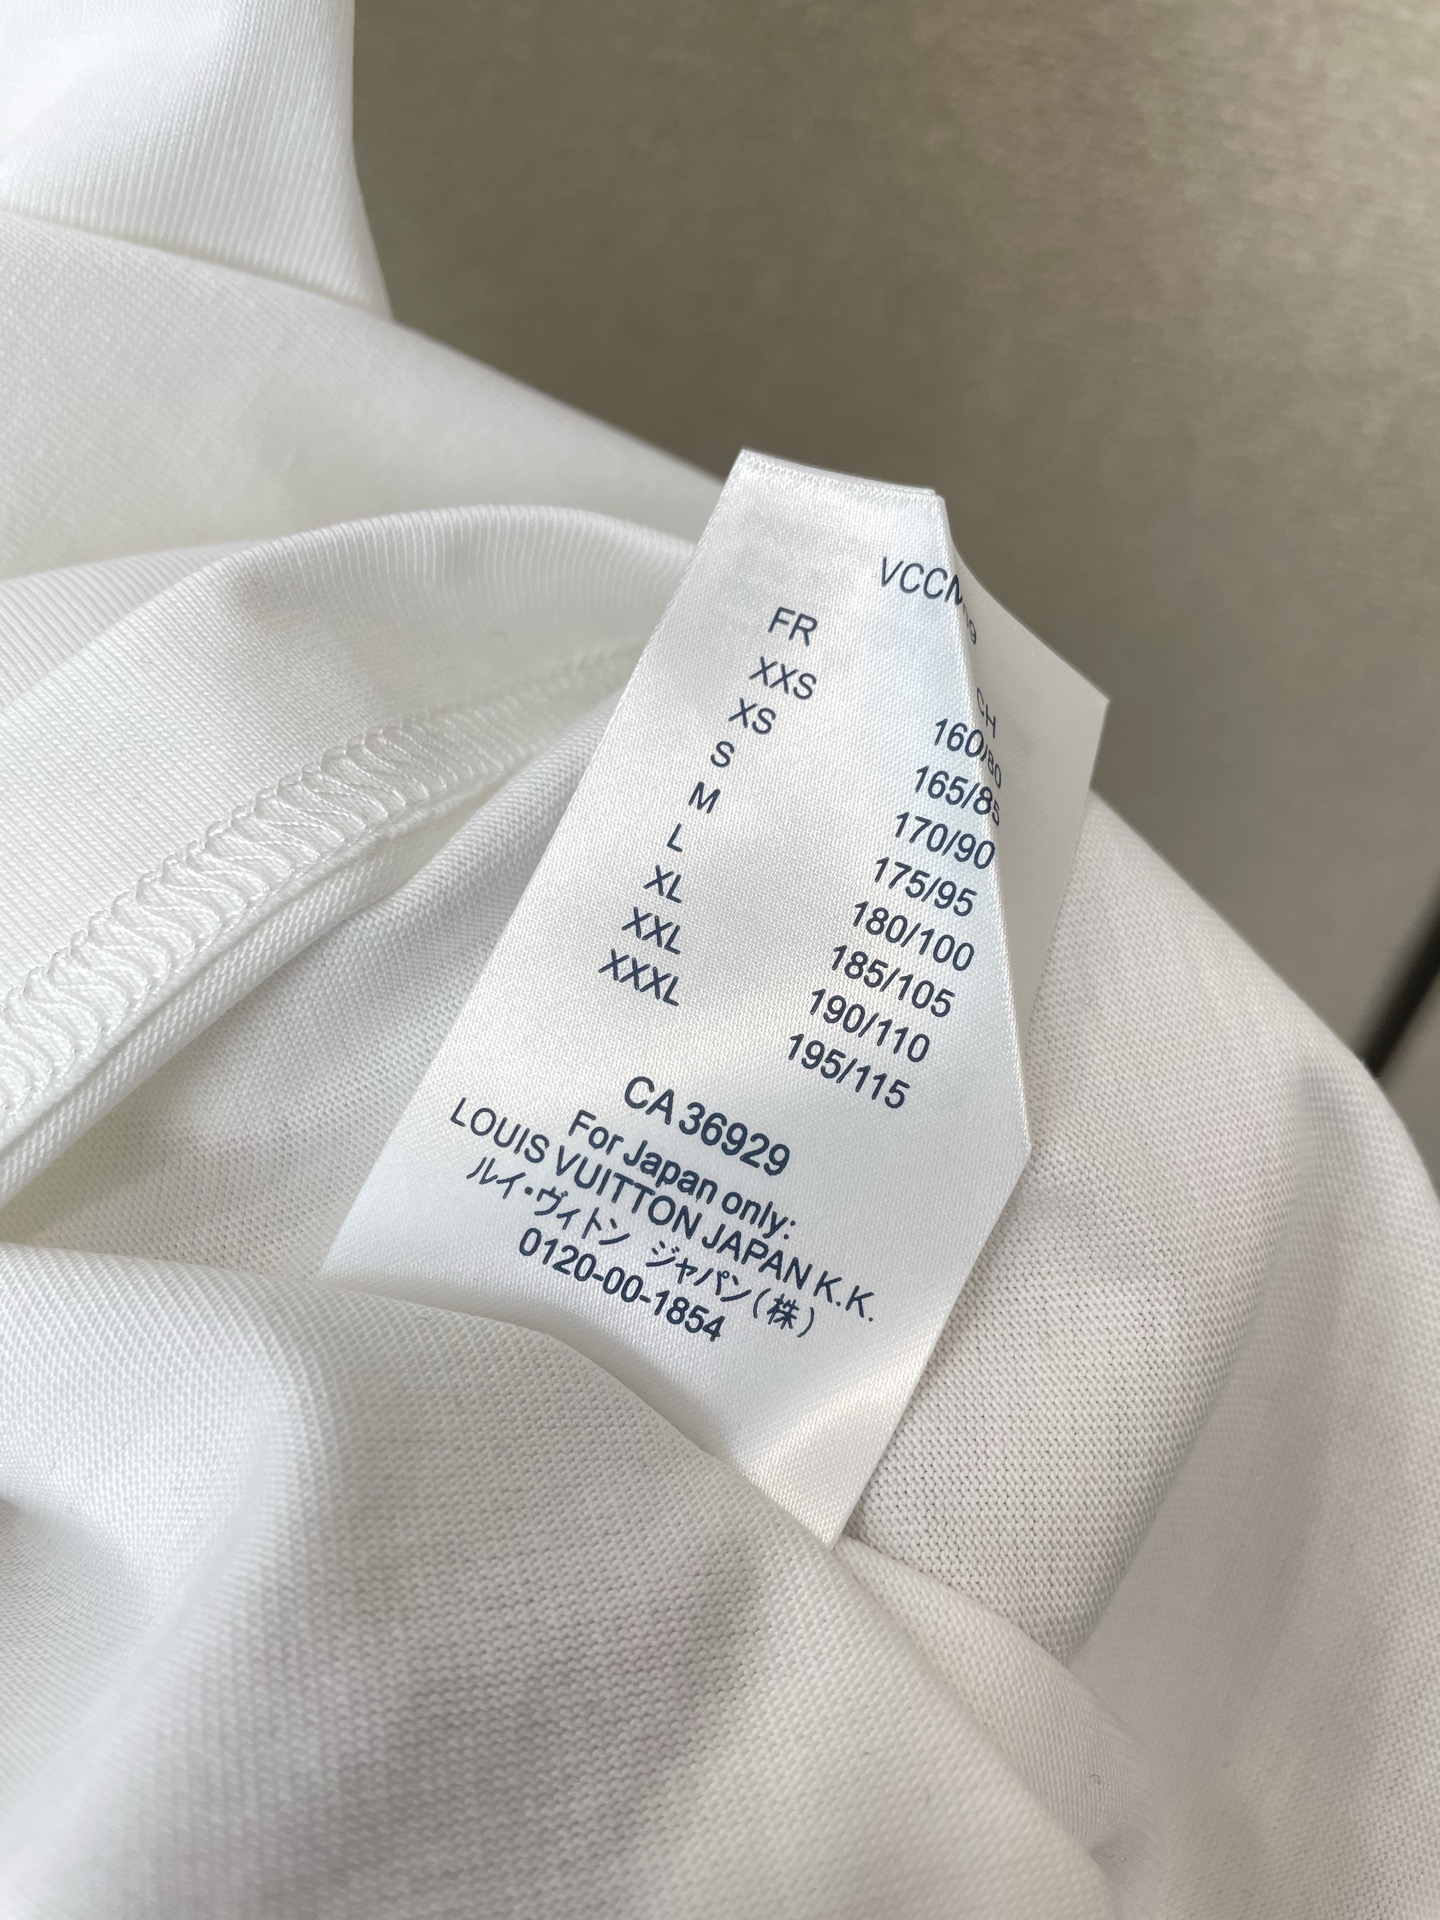 VCCM09
FR CH
XXS 160/80
XS 165/85
S 170/90
M 175/95
L 180/100
XL 185/105
XXL 190/110
XXXL 195/115
CA 36929
For Japan only:
LOUIS VUITTON JAPAN K.K.
ルイ・ヴィトン ジャパン(株)
0120-00-1854